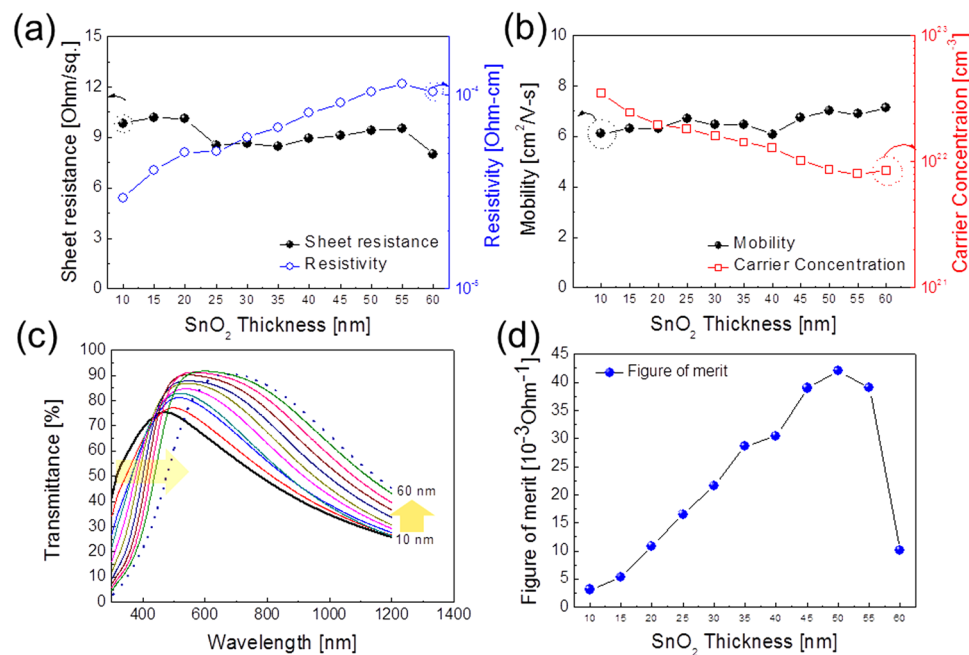 (a)
15
12
9
6
3
0
Sheet resistance [Ohm/sq.]
10⁻⁴
10⁻⁵
Resistivity [Ohm-cm]
Sheet resistance
Resistivity
10 15 20 25 30 35 40 45 50 55 60
SnO₂ Thickness [nm]
(b)
10
8
6
4
2
0
Mobility [cm²/V-s]
10²³
10²²
10²¹
Carrier Concentraion [cm⁻³]
Mobility
Carrier Concentration
10 15 20 25 30 35 40 45 50 55 60
SnO₂ Thickness [nm]
(c)
100
90
80
70
60
50
40
30
20
10
0
Transmittance [%]
60 nm
10 nm
400 600 800 1000 1200 1400
Wavelength [nm]
(d)
45
40
35
30
25
20
15
10
5
0
Figure of merit [10⁻³Ohm⁻¹]
Figure of merit
10 15 20 25 30 35 40 45 50 55 60
SnO₂ Thickness [nm]